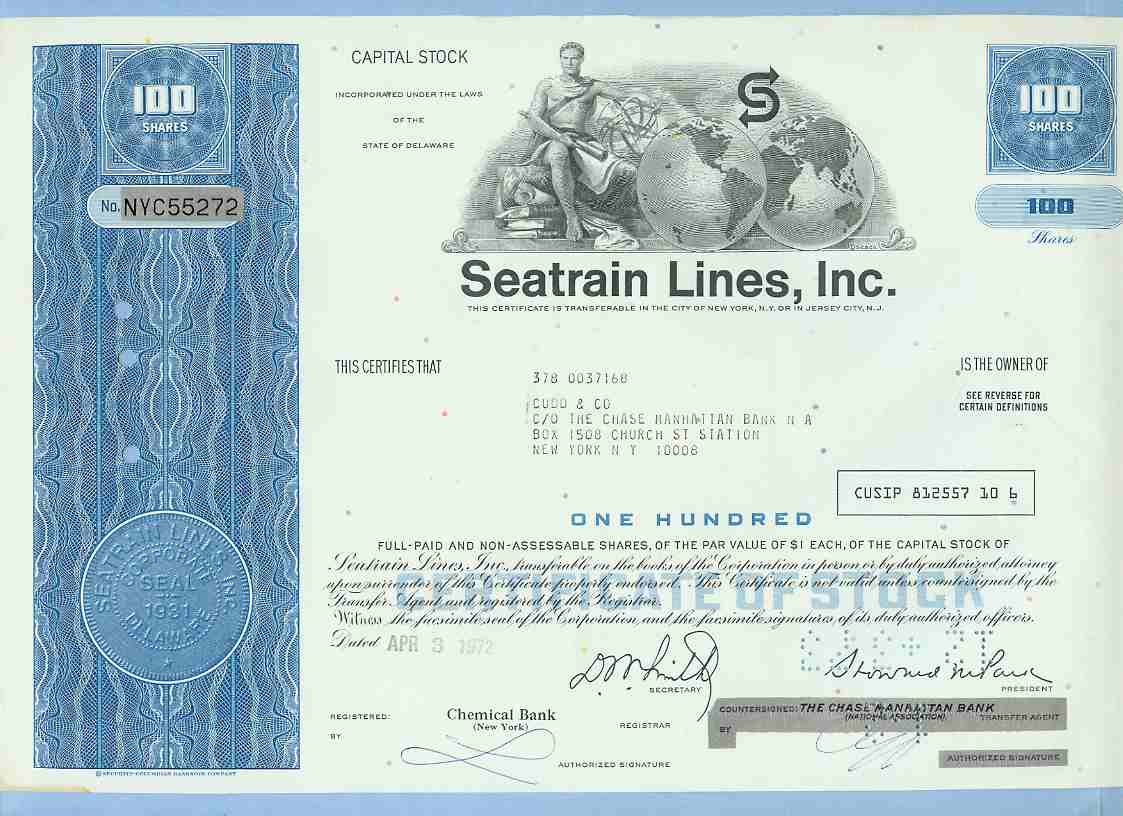 CAPITAL STOCK
INCORPORATED UNDER THE LAWS
OF THE
STATE OF DELAWARE
100
SHARES
No. NYC55272
100
SHARES
100
Shares
S
Seatrain Lines, Inc.
THIS CERTIFICATE IS TRANSFERABLE IN THE CITY OF NEW YORK, N.Y. OR IN JERSEY CITY, N.J.
THIS CERTIFIES THAT
IS THE OWNER OF
SEE REVERSE FOR
CERTAIN DEFINITIONS
378 0037168
CUDD & CO
C/O THE CHASE MANHATTAN BANK N A
BOX 1508 CHURCH ST STATION
NEW YORK N Y 10008
CUSIP 812557 10 6
ONE HUNDRED
FULL-PAID AND NON-ASSESSABLE SHARES, OF THE PAR VALUE OF $1 EACH, OF THE CAPITAL STOCK OF
Seatrain Lines, Inc., transferable on the books of the Corporation in person or by duly authorized attorney
upon surrender of this Certificate properly endorsed. This Certificate is not valid unless countersigned by the
Transfer Agent and registered by the Registrar.
CERTIFICATE OF STOCK
Witness the facsimile seal of the Corporation, and the facsimile signatures of its duly authorized officers.
Dated APR 3 1972
SEATRAIN LINES, INC.
CORPORATE
SEAL
1931
DELAWARE
SECRETARY
PRESIDENT
REGISTERED:
Chemical Bank
(New York)
REGISTRAR
BY
AUTHORIZED SIGNATURE
COUNTERSIGNED: THE CHASE MANHATTAN BANK
(NATIONAL ASSOCIATION) TRANSFER AGENT
BY
AUTHORIZED SIGNATURE
© SECURITY-COLUMBIAN BANKNOTE COMPANY